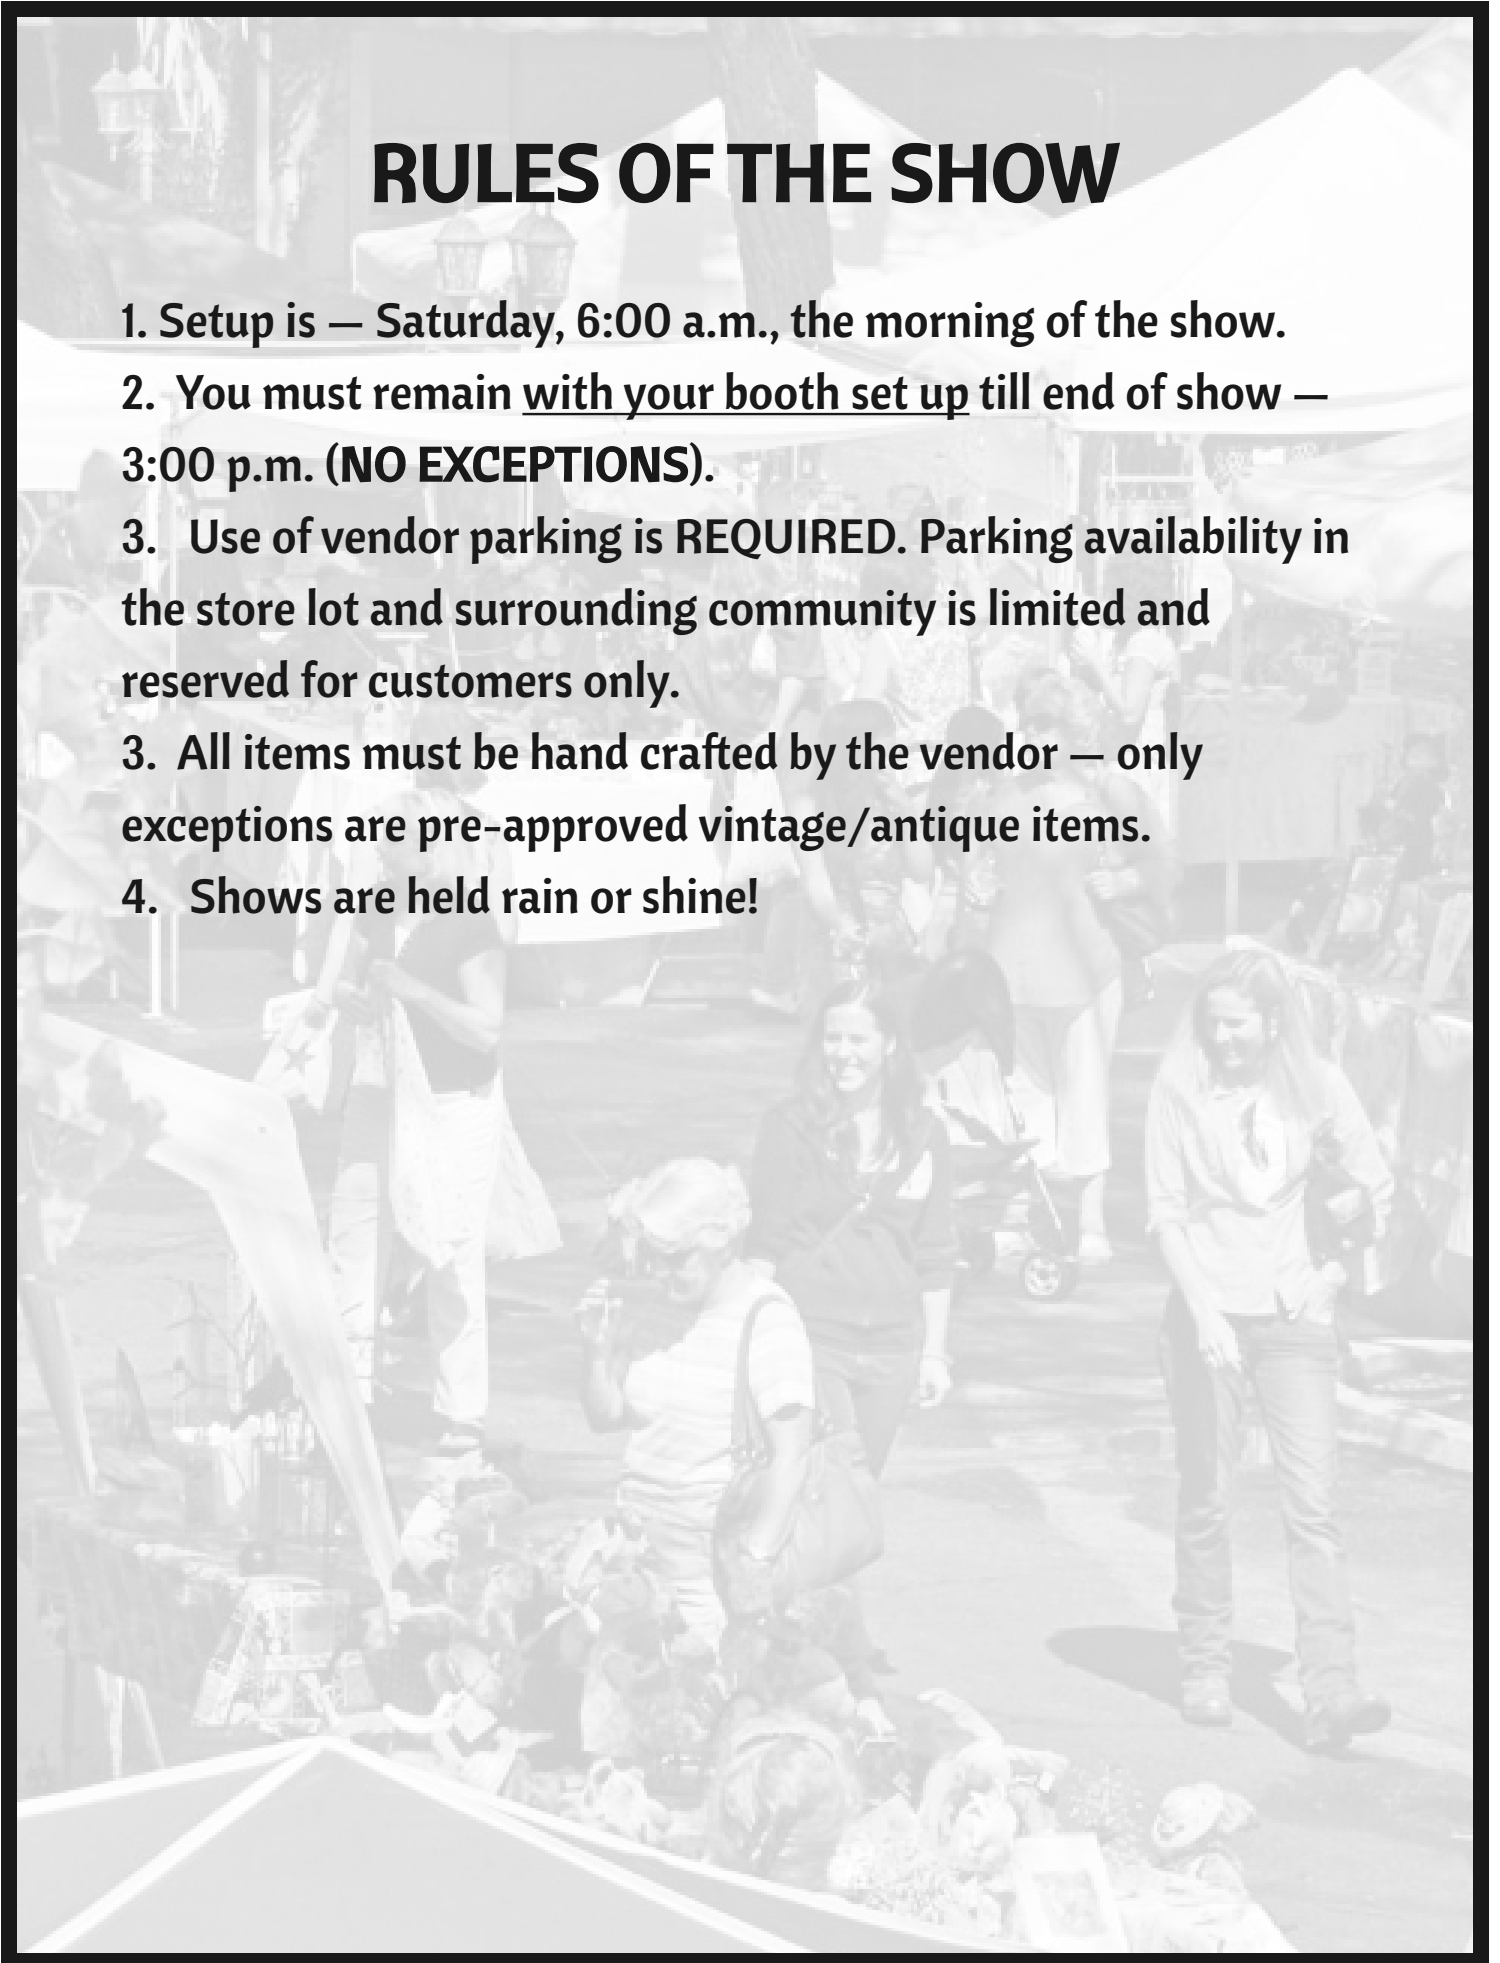 RULES OF THE SHOW
1. Setup is — Saturday, 6:00 a.m., the morning of the show.
2. You must remain with your booth set up till end of show —
3:00 p.m. (NO EXCEPTIONS).
3. Use of vendor parking is REQUIRED. Parking availability in
the store lot and surrounding community is limited and
reserved for customers only.
3. All items must be hand crafted by the vendor — only
exceptions are pre-approved vintage/antique items.
4. Shows are held rain or shine!